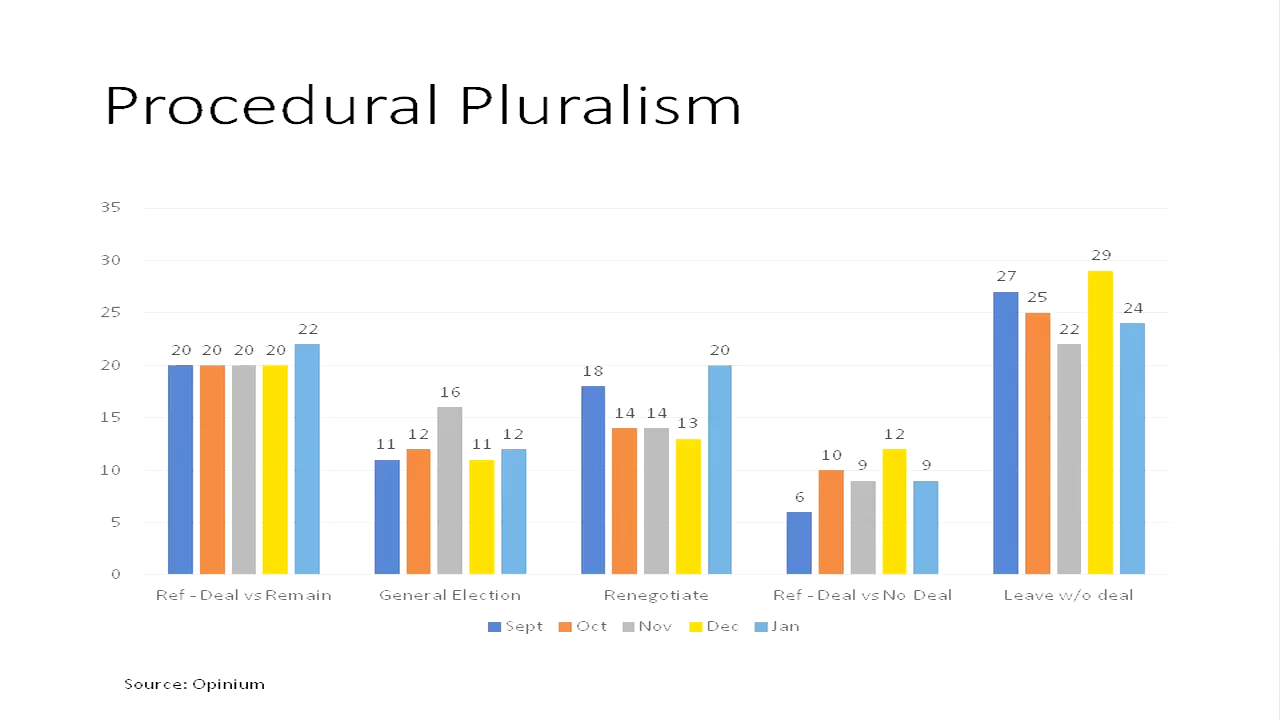 Procedural Pluralism
35
30
25
20
15
10
5
0
20 20 20 20 22
11 12 16 11 12
18 14 14 13 20
6 10 9 12 9
27 25 22 29 24
Ref - Deal vs Remain
General Election
Renegotiate
Ref - Deal vs No Deal
Leave w/o deal
Sept Oct Nov Dec Jan
Source: Opinium